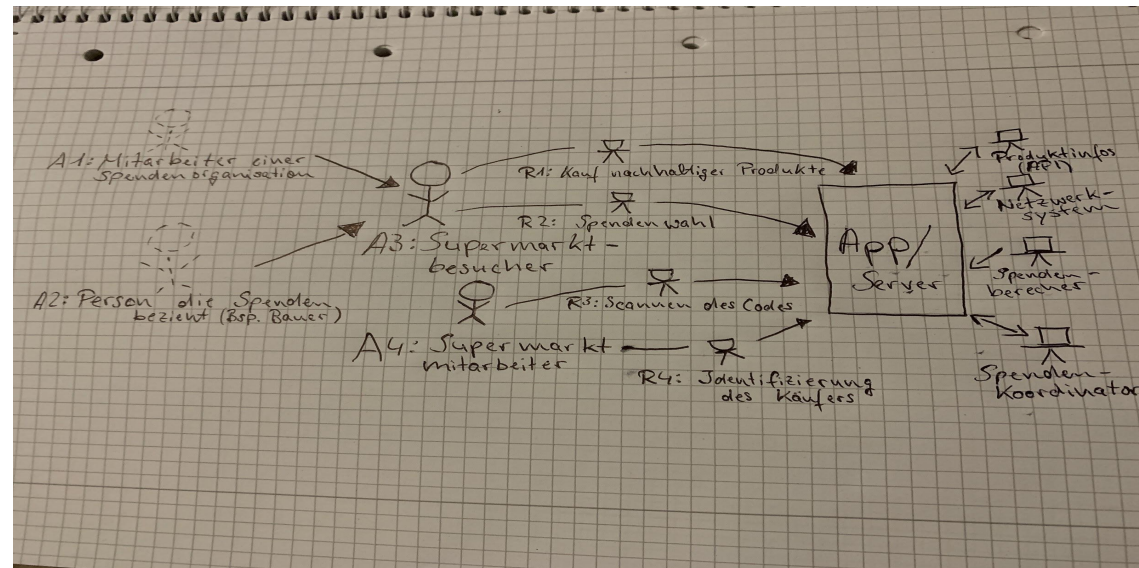 A1: Mitarbeiter einer
Spendenorganisation
A2: Person die Spenden
bezieht (Bsp. Bauer)
A3: Supermarkt-
besucher
A4: Supermarkt
mitarbeiter
R1: Kauf nachhaltiger Produkte
R2: Spendenwahl
R3: Scannen des Codes
R4: Identifizierung
des Käufers
App/
Server
Produktinfos
(API)
Netzwerk-
system
Spenden-
berechner
Spenden-
Koordinator